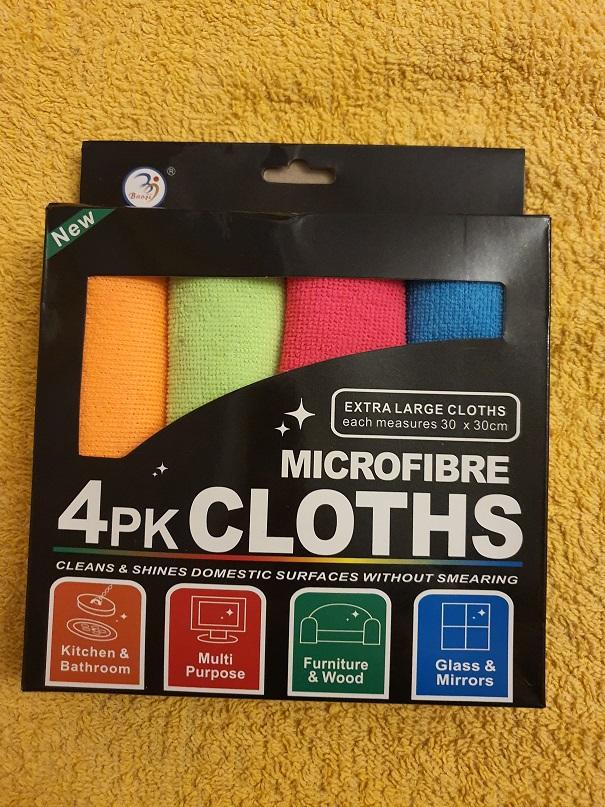 Baoji
®
New
EXTRA LARGE CLOTHS
each measures 30 x 30cm
MICROFIBRE
4PK CLOTHS
CLEANS & SHINES DOMESTIC SURFACES WITHOUT SMEARING
Kitchen &
Bathroom
Multi
Purpose
Furniture
& Wood
Glass &
Mirrors